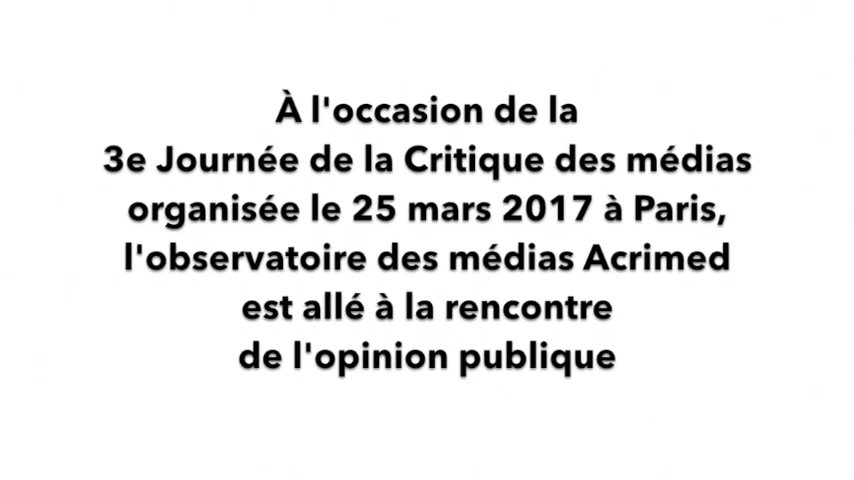 À l'occasion de la
3e Journée de la Critique des médias
organisée le 25 mars 2017 à Paris,
l'observatoire des médias Acrimed
est allé à la rencontre
de l'opinion publique